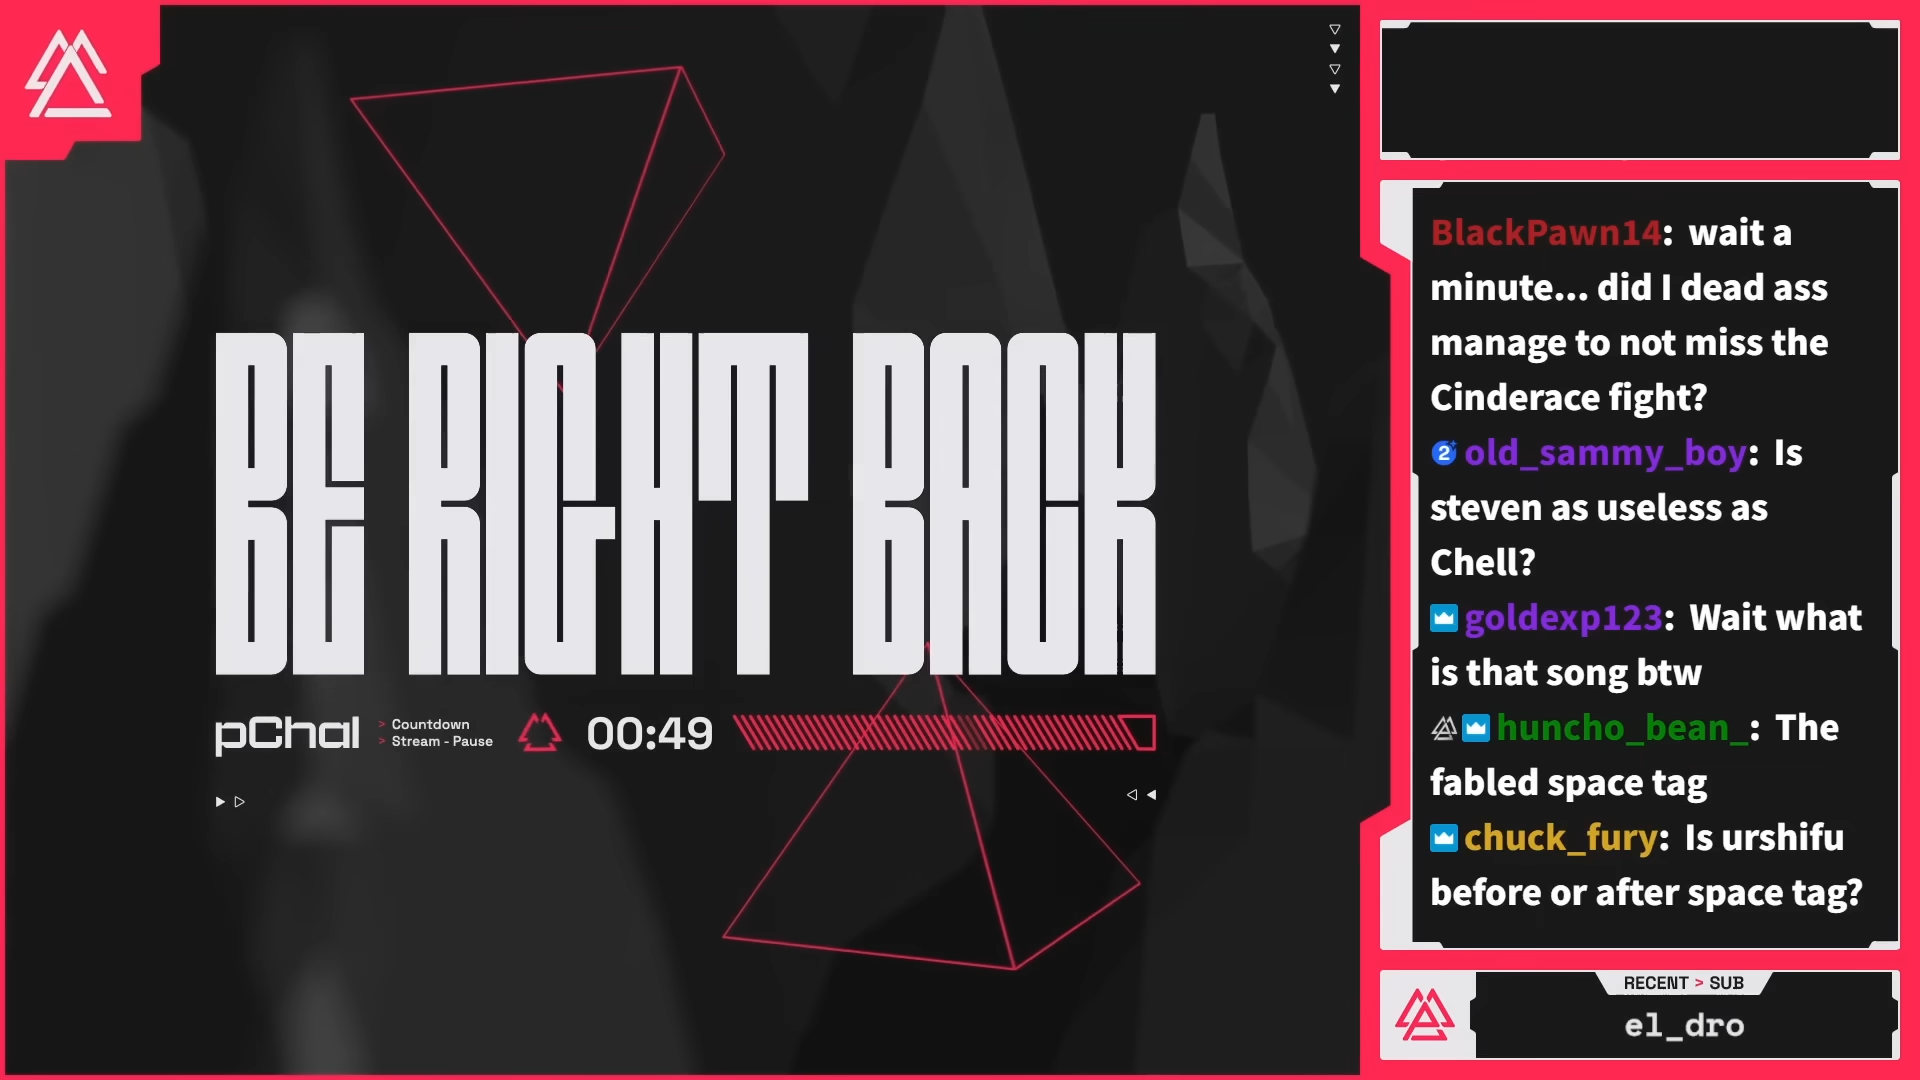 BE RIGHT BACK
pChal
> Countdown
> Stream - Pause
00:49
BlackPawn14: wait a
minute... did I dead ass
manage to not miss the
Cinderace fight?
2 old_sammy_boy: Is
steven as useless as
Chell?
goldexp123: Wait what
is that song btw
huncho_bean_: The
fabled space tag
chuck_fury: Is urshifu
before or after space tag?
RECENT > SUB
el_dro